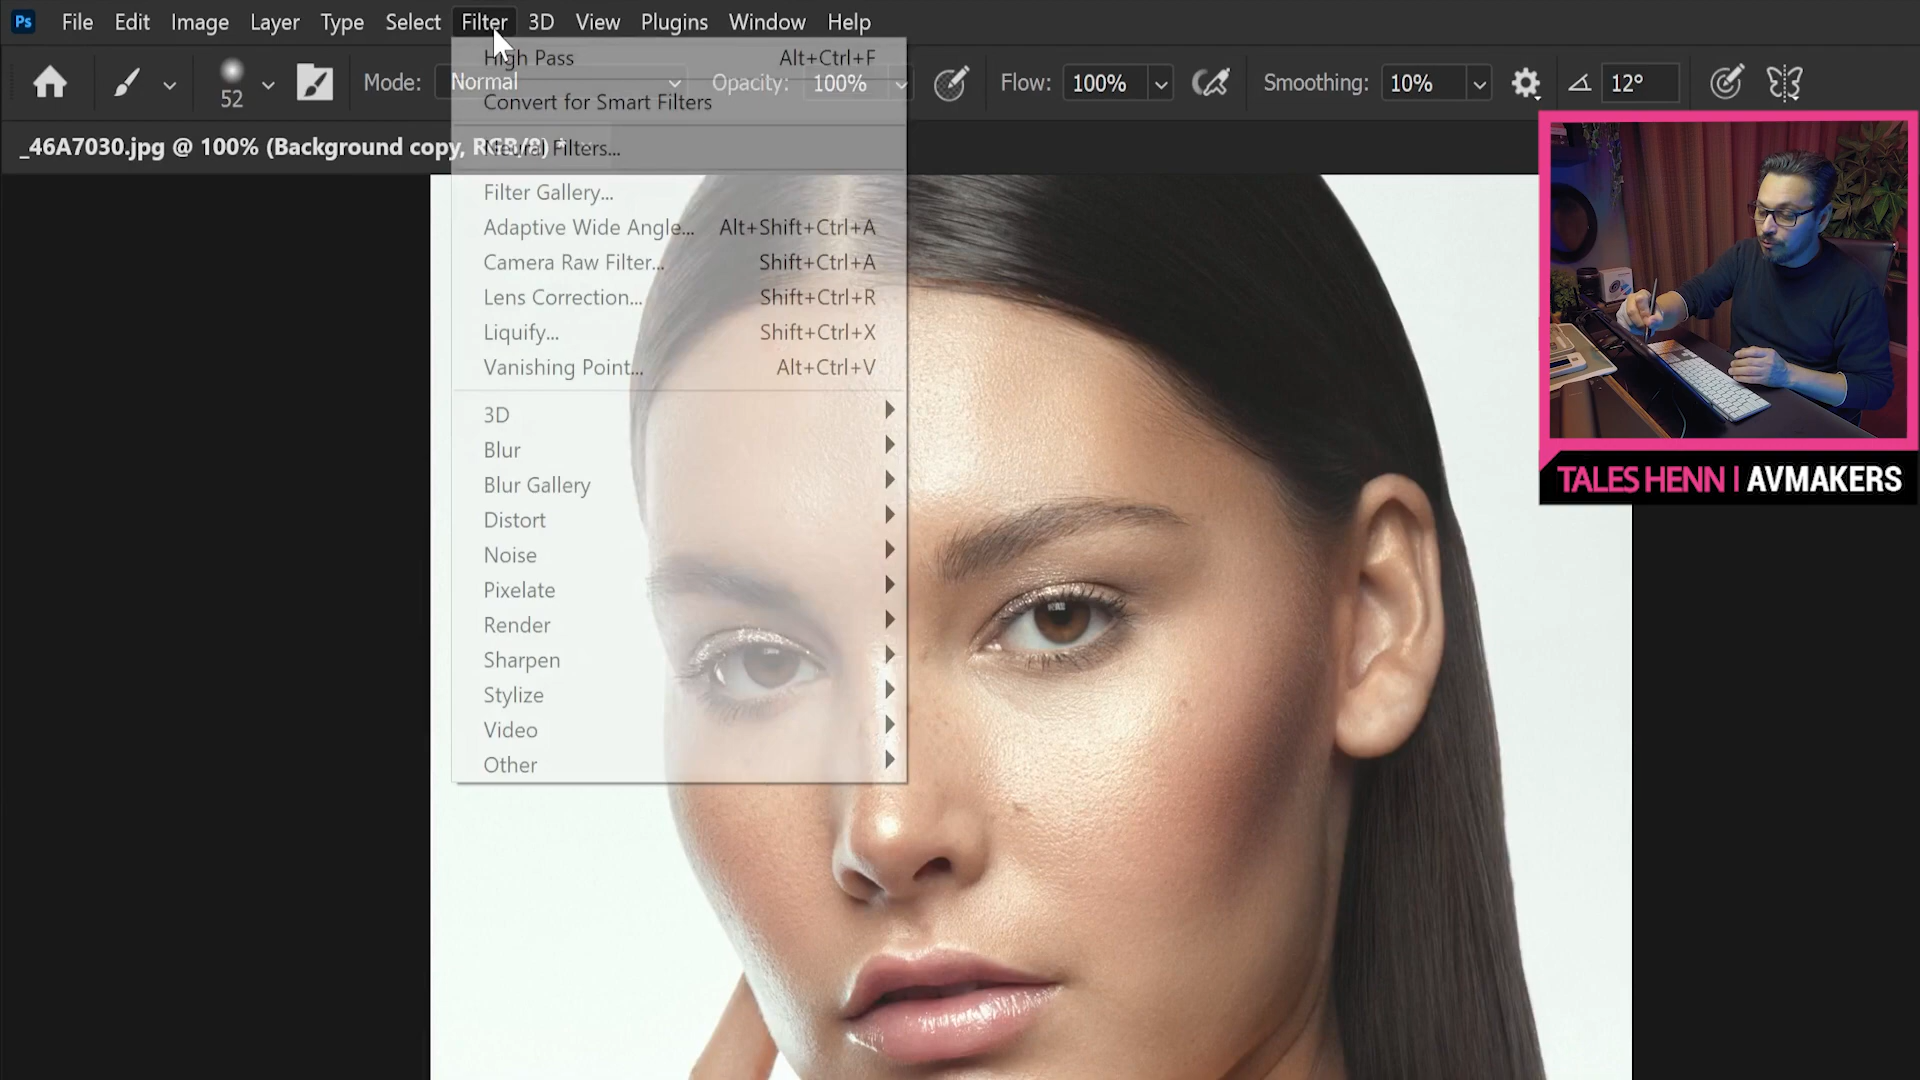 Ps File Edit Image Layer Type Select Filter 3D View Plugins Window Help
52 Mode: Normal Opacity: 100% Flow: 100% Smoothing: 10% 12°
_46A7030.jpg @ 100% (Background copy, RGB/8) *
High Pass Alt+Ctrl+F
Convert for Smart Filters
Neural Filters...
Filter Gallery...
Adaptive Wide Angle... Alt+Shift+Ctrl+A
Camera Raw Filter... Shift+Ctrl+A
Lens Correction... Shift+Ctrl+R
Liquify... Shift+Ctrl+X
Vanishing Point... Alt+Ctrl+V
3D
Blur
Blur Gallery
Distort
Noise
Pixelate
Render
Sharpen
Stylize
Video
Other
TALES HENN | AVMAKERS